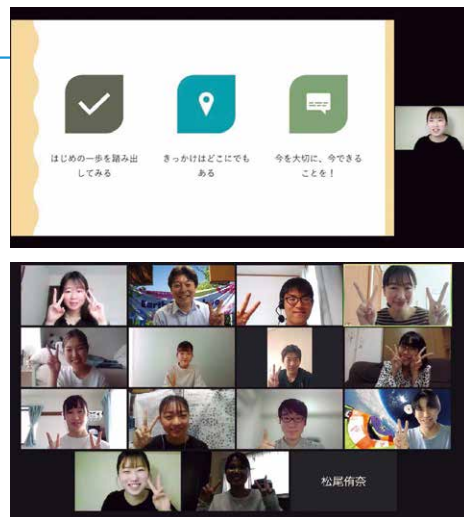 はじめの一歩を踏み出
してみる
きっかけはどこにでも
ある
今を大切に、今できる
ことを！
松尾侑奈